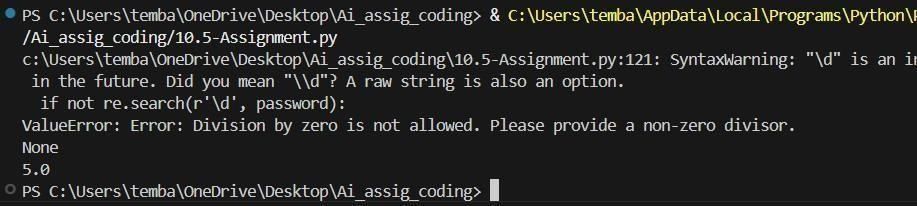 PS C:\Users\temba\OneDrive\Desktop\Ai_assig_coding> & C:\Users\temba\AppData\Local\Programs\Python\
/Ai_assig_coding/10.5-Assignment.py
c:\Users\temba\OneDrive\Desktop\Ai_assig_coding\10.5-Assignment.py:121: SyntaxWarning: "\d" is an
in the future. Did you mean "\\d"? A raw string is also an option.
if not re.search(r'\d', password):
ValueError: Error: Division by zero is not allowed. Please provide a non-zero divisor.
None
5.0
PS C:\Users\temba\OneDrive\Desktop\Ai_assig_coding>